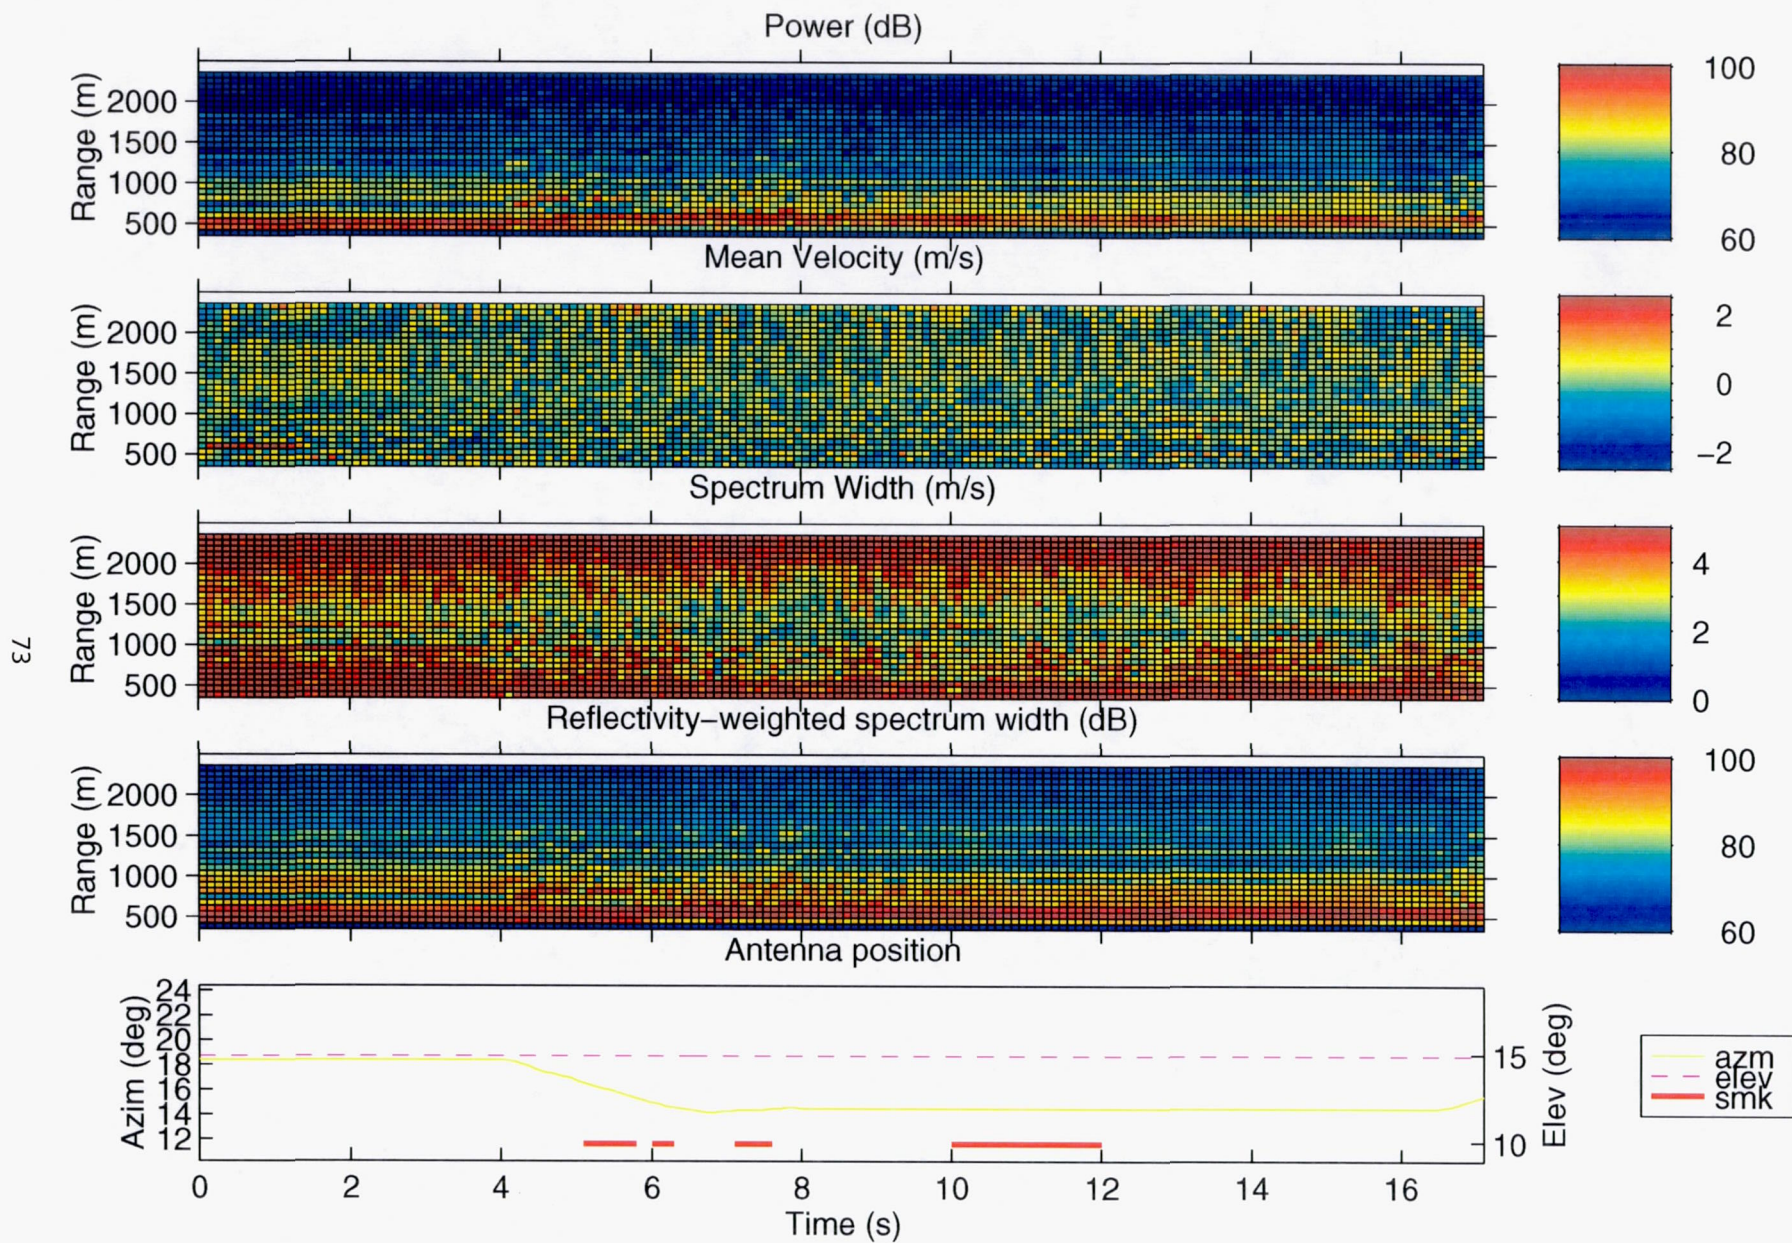 Power (dB)
Range (m)
2000
1500
1000
500
100
80
60
Mean Velocity (m/s)
Range (m)
2000
1500
1000
500
2
0
−2
Spectrum Width (m/s)
Range (m)
2000
1500
1000
500
4
2
0
73
Reflectivity−weighted spectrum width (dB)
Range (m)
2000
1500
1000
500
100
80
60
Antenna position
Azim (deg)
24
22
20
18
16
14
12
15
10
Elev (deg)
azm
elev
smk
0 2 4 6 8 10 12 14 16
Time (s)